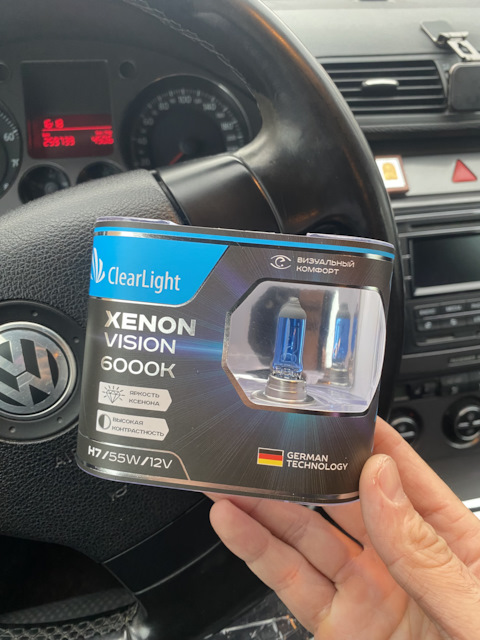 ClearLight
ВИЗУАЛЬНЫЙ
КОМФОРТ
XENON
VISION
6000K
ЯРКОСТЬ
КСЕНОНА
ВЫСОКАЯ
КОНТРАСТНОСТЬ
H7/55W/12V
GERMAN
TECHNOLOGY